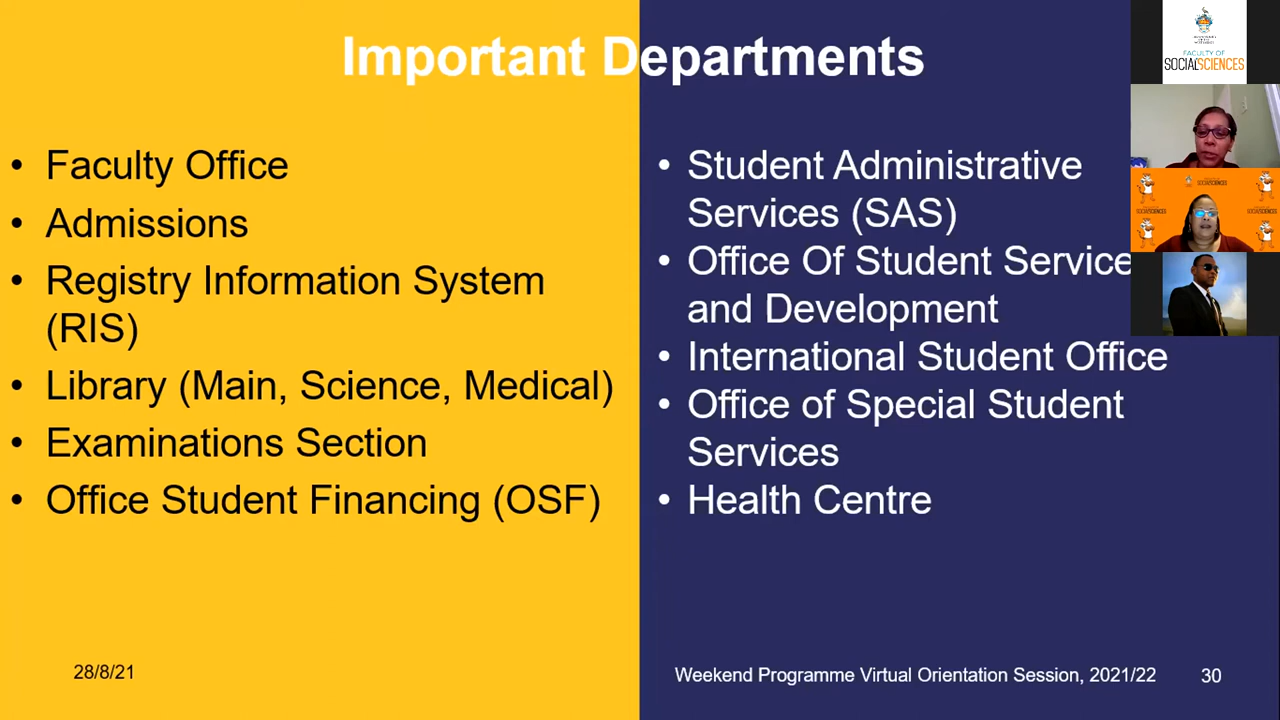 Important Departments
• Faculty Office
• Admissions
• Registry Information System
(RIS)
• Library (Main, Science, Medical)
• Examinations Section
• Office Student Financing (OSF)
• Student Administrative
Services (SAS)
• Office Of Student Service
and Development
• International Student Office
• Office of Special Student
Services
• Health Centre
28/8/21
Weekend Programme Virtual Orientation Session, 2021/22
30
FACULTY OF
SOCIALSCIENCES